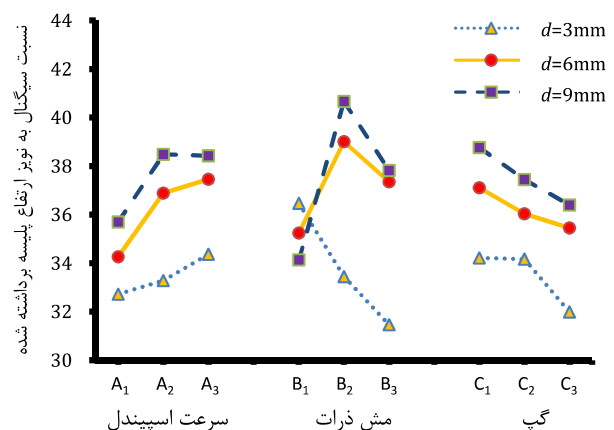 نسبت سیگنال به نویز ارتفاع پلیسه برداشته شده
44
42
40
38
36
34
32
30
d=3mm
d=6mm
d=9mm
A1 A2 A3 B1 B2 B3 C1 C2 C3
سرعت اسپیندل مش ذرات گپ